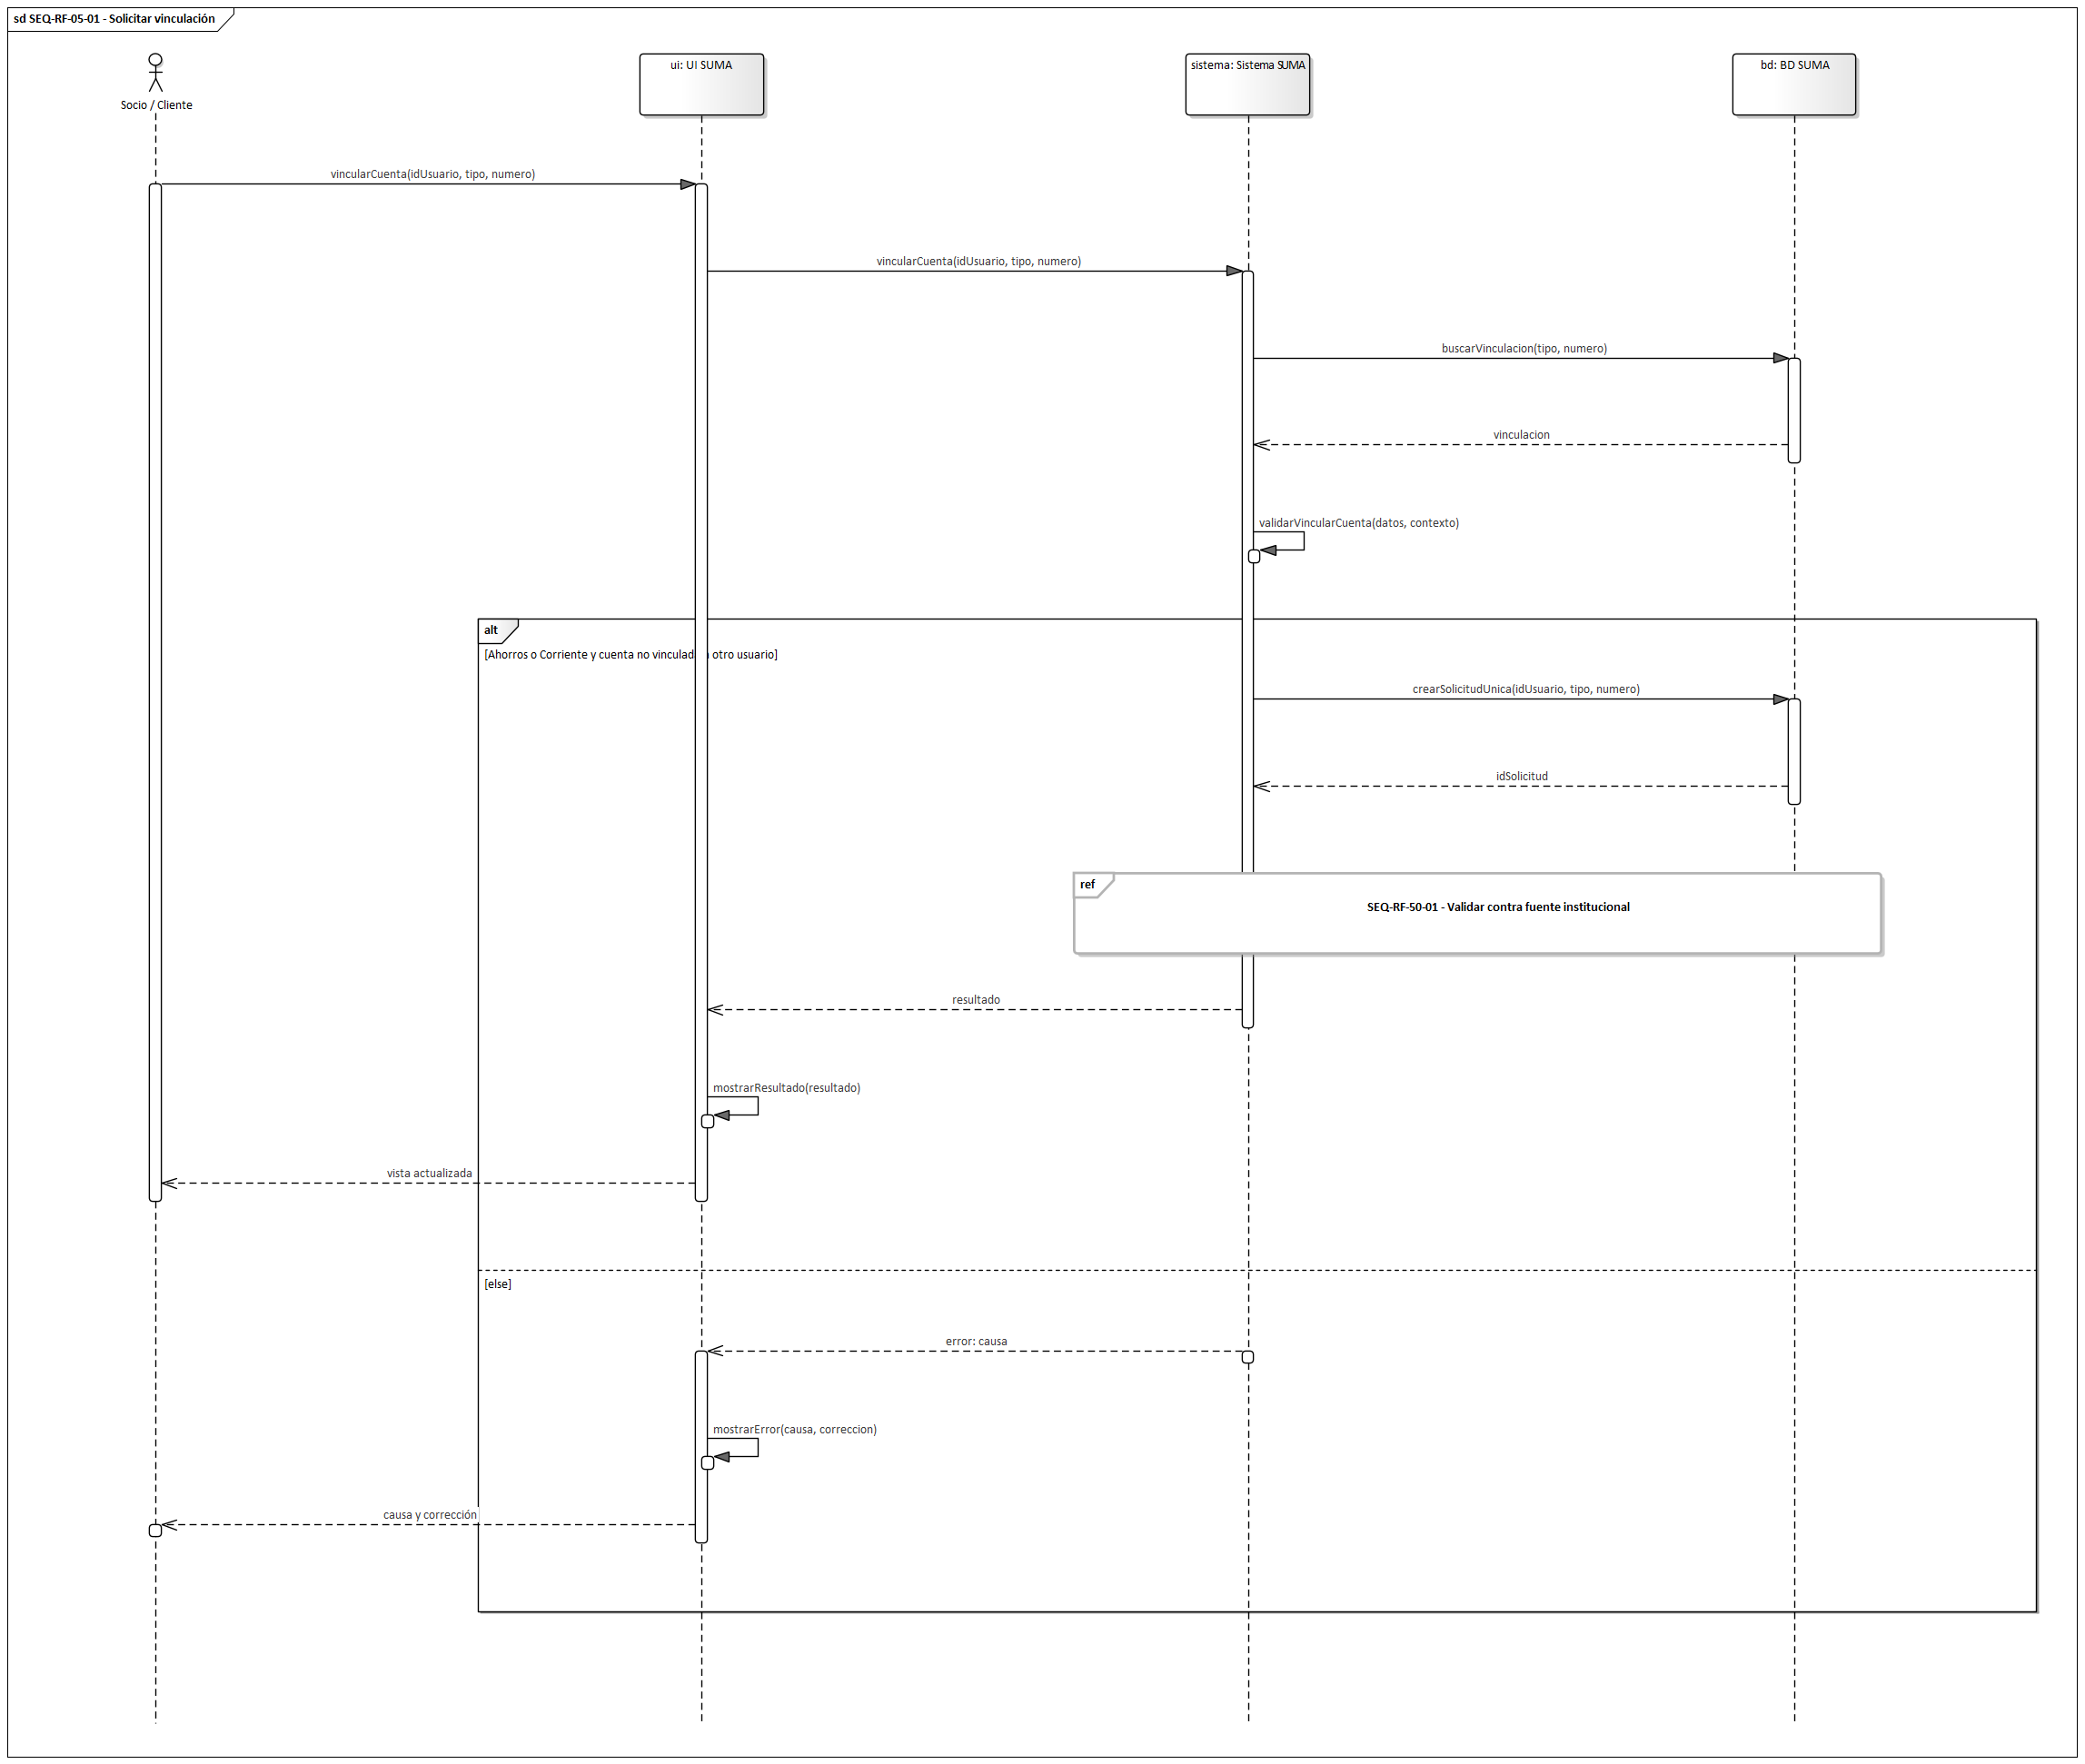 sd SEQ-RF-05-01 - Solicitar vinculación
Socio / Cliente
ui: UI SUMA
sistema: Sistema SUMA
bd: BD SUMA
vincularCuenta(idUsuario, tipo, numero)
vincularCuenta(idUsuario, tipo, numero)
buscarVinculacion(tipo, numero)
vinculacion
validarVincularCuenta(datos, contexto)
alt
[Ahorros o Corriente y cuenta no vinculad otro usuario]
crearSolicitudUnica(idUsuario, tipo, numero)
idSolicitud
ref
SEQ-RF-50-01 - Validar contra fuente institucional
resultado
mostrarResultado(resultado)
vista actualizada
[else]
error: causa
mostrarError(causa, correccion)
causa y corrección